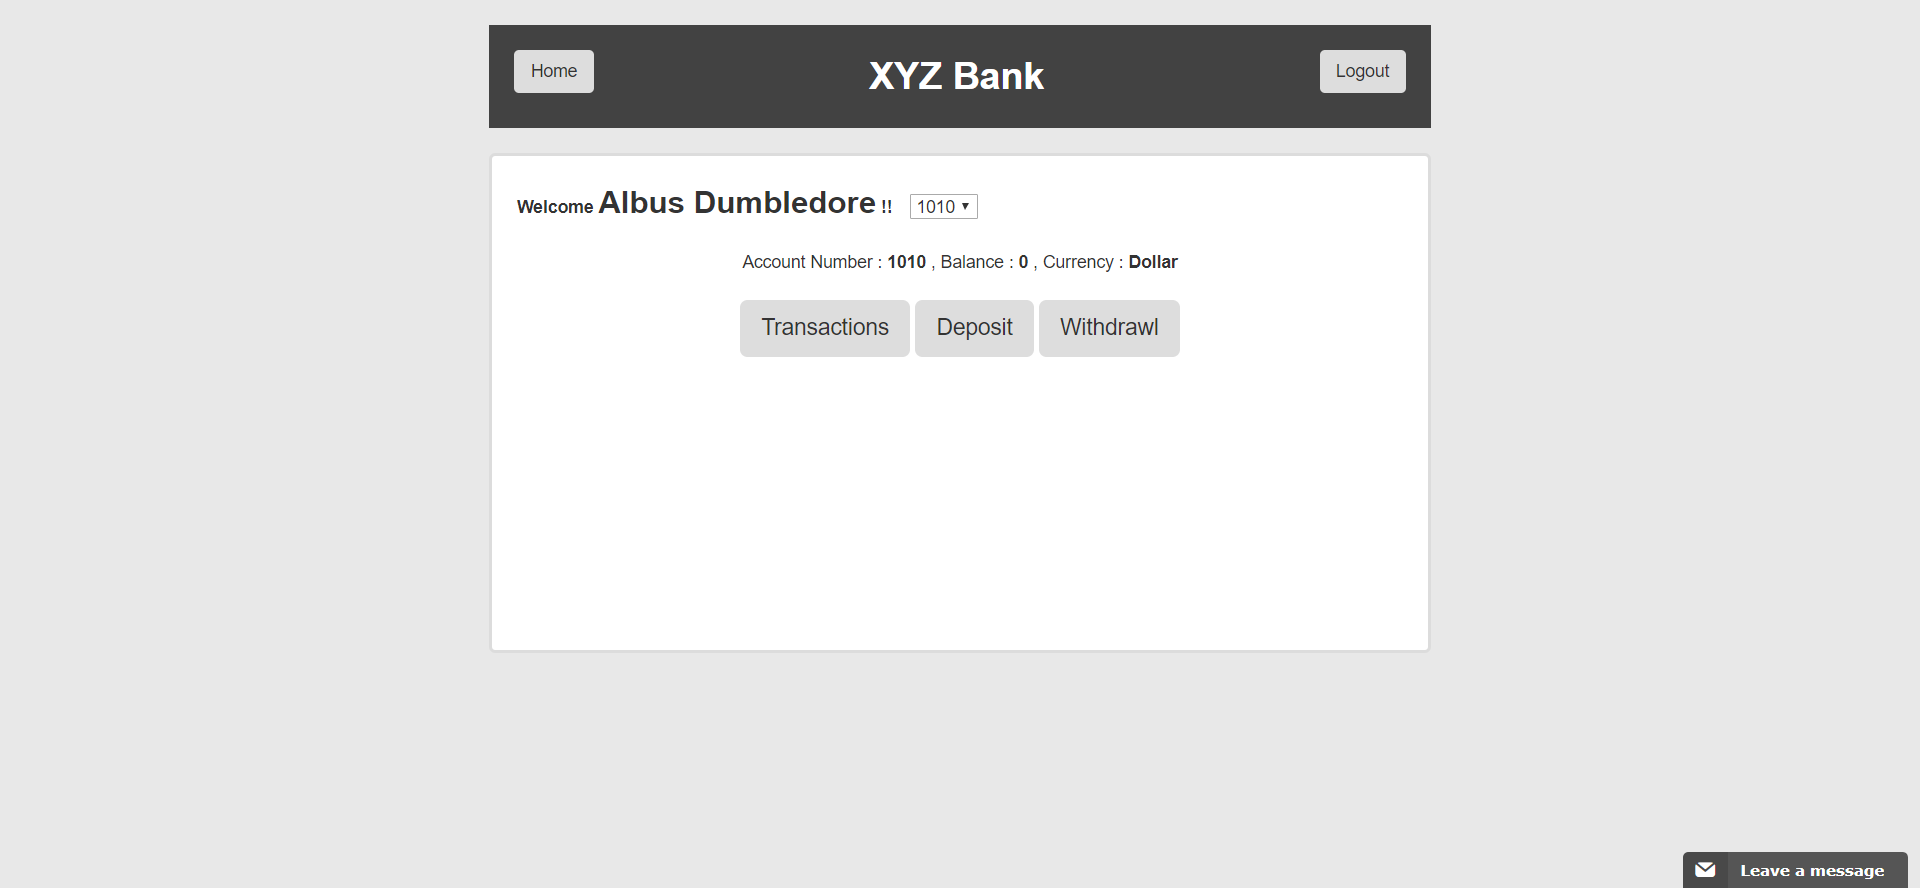 Home
XYZ Bank
Logout
Welcome Albus Dumbledore !! 1010
Account Number : 1010 , Balance : 0 , Currency : Dollar
Transactions Deposit Withdrawl
Leave a message